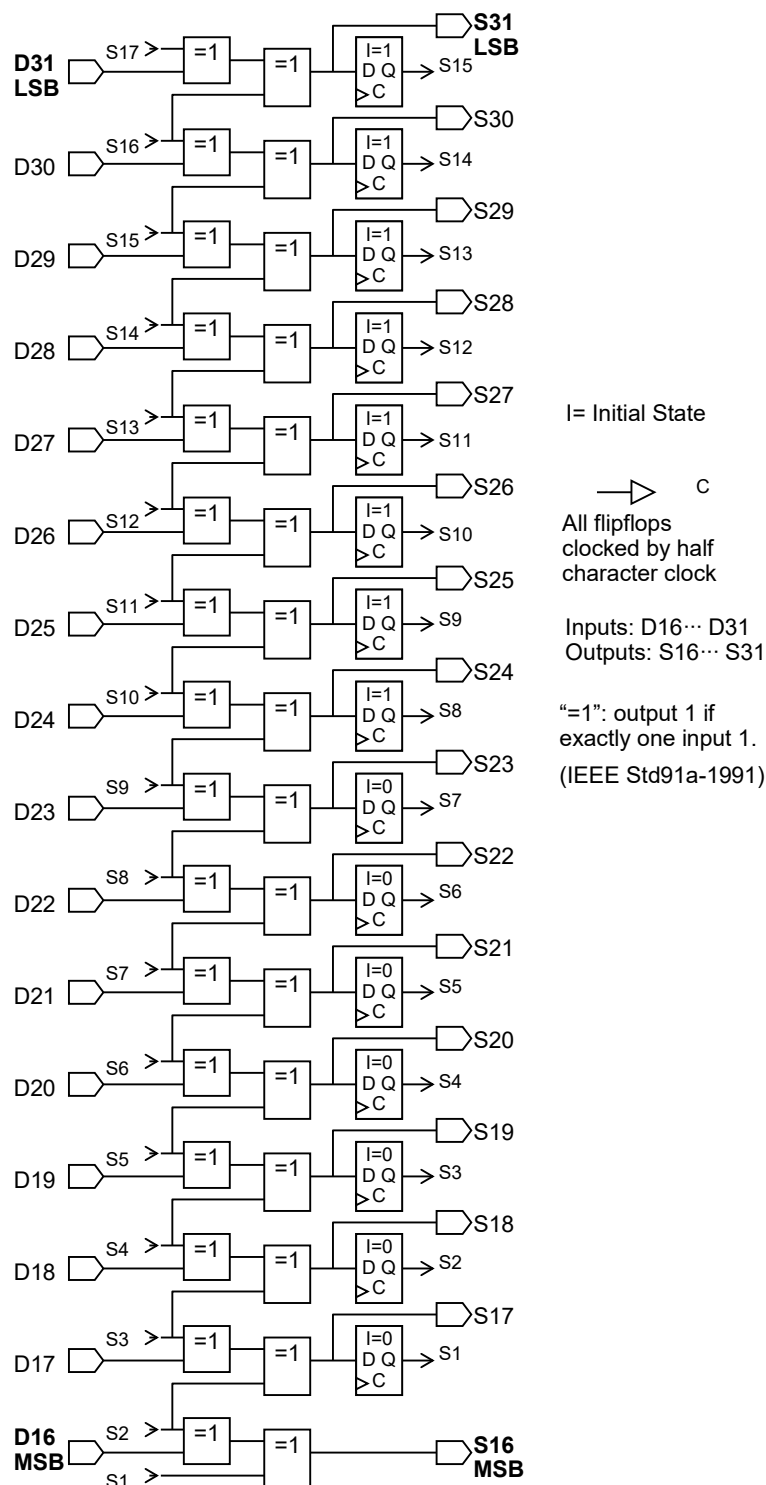 S31
LSB
D31
LSB
S17
=1
=1
I=1
D Q
C
S15
S30
S16
D30
=1
=1
I=1
D Q
C
S14
S29
S15
D29
=1
=1
I=1
D Q
C
S13
S28
S14
D28
=1
=1
I=1
D Q
C
S12
S27
S13
D27
=1
=1
I=1
D Q
C
S11
S26
S12
D26
=1
=1
I=1
D Q
C
S10
S25
S11
D25
=1
=1
I=1
D Q
C
S9
S24
S10
D24
=1
=1
I=1
D Q
C
S8
S23
S9
D23
=1
=1
I=0
D Q
C
S7
S22
S8
D22
=1
=1
I=0
D Q
C
S6
S21
S7
D21
=1
=1
I=0
D Q
C
S5
S20
S6
D20
=1
=1
I=0
D Q
C
S4
S19
S5
D19
=1
=1
I=0
D Q
C
S3
S18
S4
D18
=1
=1
I=0
D Q
C
S2
S17
S3
D17
=1
=1
I=0
D Q
C
S1
D16
MSB
S2
=1
=1
S16
MSB
S1
I= Initial State
C
All flipflops
clocked by half
character clock
Inputs: D16··· D31
Outputs: S16··· S31
“=1”: output 1 if
exactly one input 1.
(IEEE Std91a-1991)